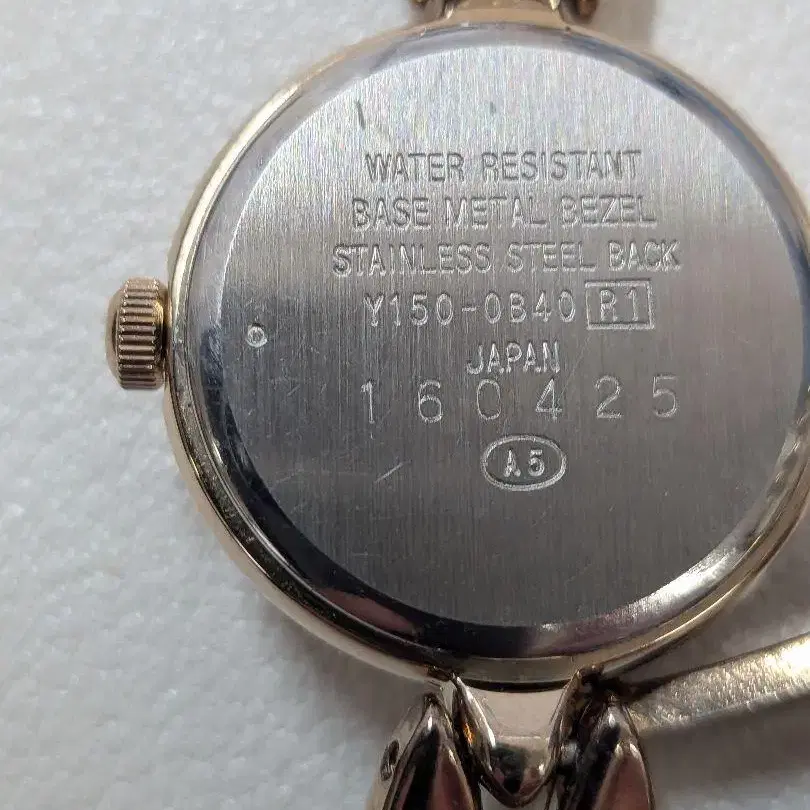 WATER RESISTANT
BASE METAL BEZEL
STAINLESS STEEL BACK
Y150-0B40 R1
JAPAN
160425
A5